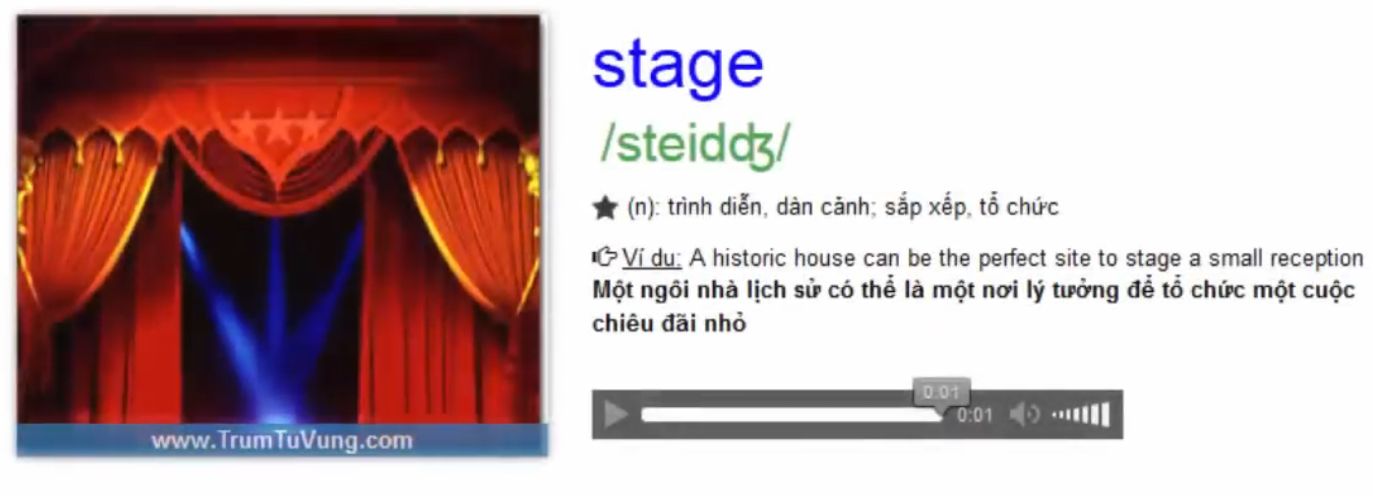 stage
/steidʤ/
(n): trình diễn, dàn cảnh; sắp xếp, tổ chức
Ví du: A historic house can be the perfect site to stage a small reception
Một ngôi nhà lịch sử có thể là một nơi lý tưởng để tổ chức một cuộc
chiêu đãi nhỏ
0:01
0:01
www.TrumTuVung.com